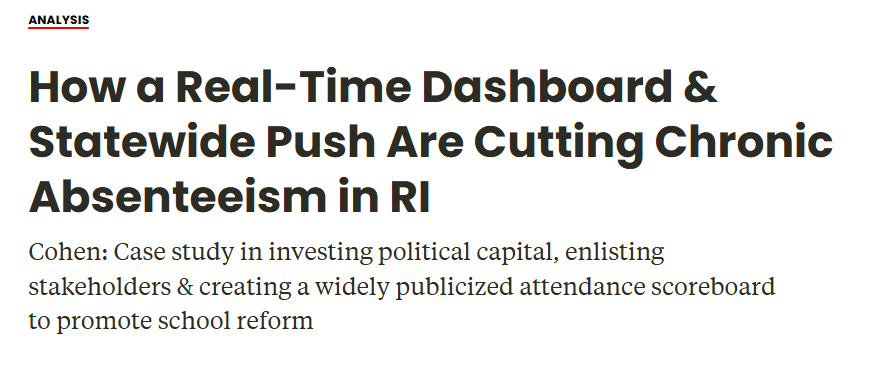 ANALYSIS
How a Real-Time Dashboard &
Statewide Push Are Cutting Chronic
Absenteeism in RI
Cohen: Case study in investing political capital, enlisting
stakeholders & creating a widely publicized attendance scoreboard
to promote school reform